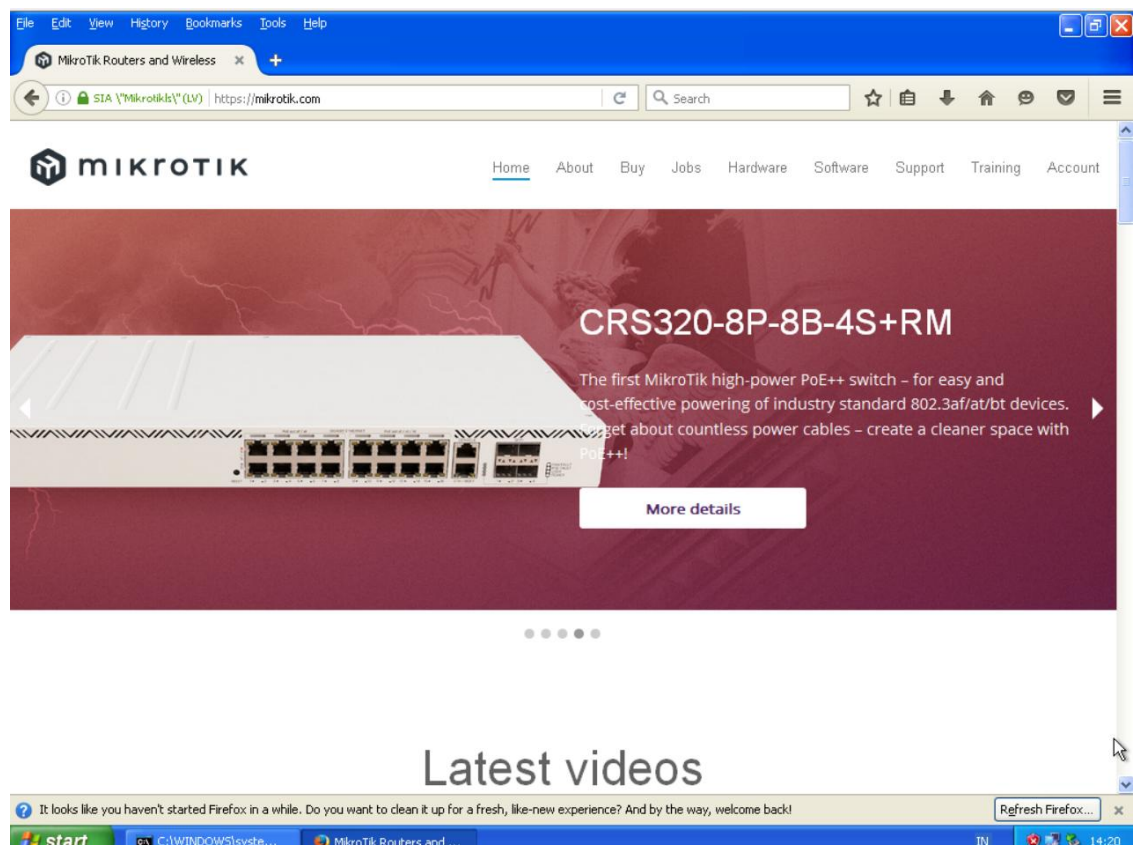 File Edit View History Bookmarks Tools Help
MikroTik Routers and Wireless
SIA \"Mikrotikls\" (LV) https://mikrotik.com
Search
mikrotik
Home About Buy Jobs Hardware Software Support Training Account
CRS320-8P-8B-4S+RM
The first MikroTik high-power PoE++ switch – for easy and
cost-effective powering of industry standard 802.3af/at/bt devices.
Forget about countless power cables – create a cleaner space with
PoE++!
More details
Latest videos
It looks like you haven't started Firefox in a while. Do you want to clean it up for a fresh, like-new experience? And by the way, welcome back!
Refresh Firefox...
start C:\WINDOWS\syste... MikroTik Routers and ... IN 14:20